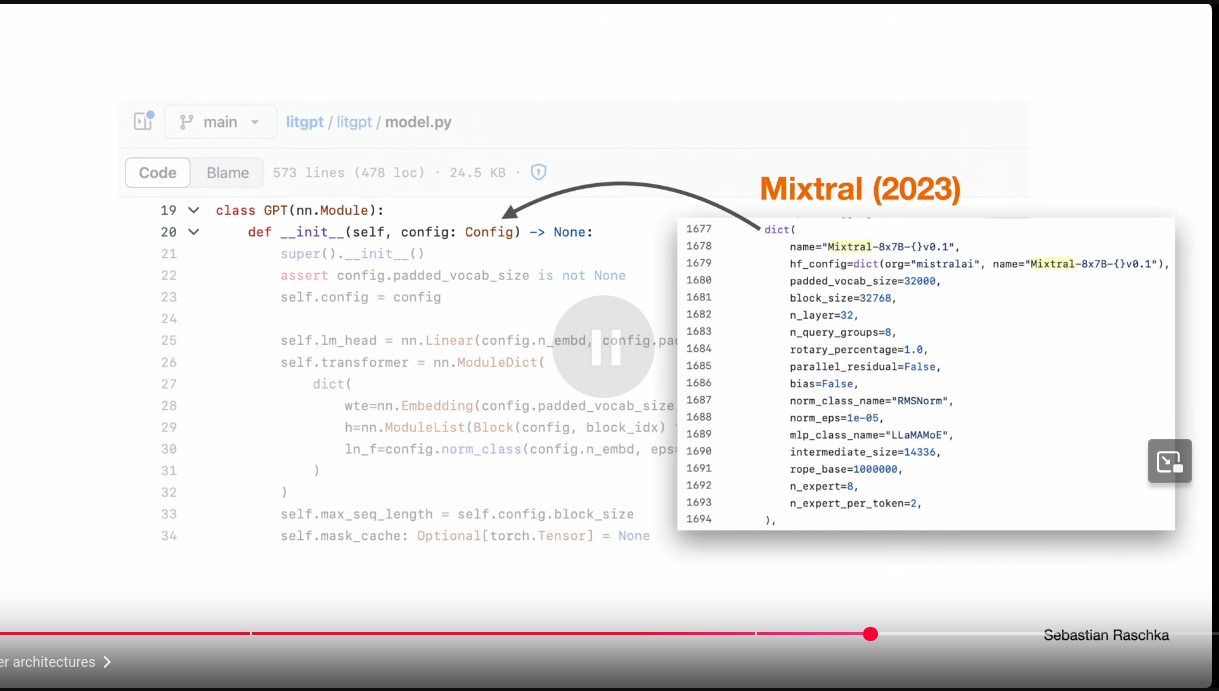 main
litgpt / litgpt / model.py
Code Blame 573 lines (478 loc) · 24.5 KB ·
Mixtral (2023)
19 class GPT(nn.Module):
20 def __init__(self, config: Config) -> None:
21 super().__init__()
22 assert config.padded_vocab_size is not None
23 self.config = config
24
25 self.lm_head = nn.Linear(config.n_embd, config.pad
26 self.transformer = nn.ModuleDict(
27 dict(
28 wte=nn.Embedding(config.padded_vocab_size,
29 h=nn.ModuleList(Block(config, block_idx)
30 ln_f=config.norm_class(config.n_embd, eps=
31 )
32 )
33 self.max_seq_length = self.config.block_size
34 self.mask_cache: Optional[torch.Tensor] = None
1677 dict(
1678 name="Mixtral-8x7B-{}v0.1",
1679 hf_config=dict(org="mistralai", name="Mixtral-8x7B-{}v0.1"),
1680 padded_vocab_size=32000,
1681 block_size=32768,
1682 n_layer=32,
1683 n_query_groups=8,
1684 rotary_percentage=1.0,
1685 parallel_residual=False,
1686 bias=False,
1687 norm_class_name="RMSNorm",
1688 norm_eps=1e-05,
1689 mlp_class_name="LLaMAMoE",
1690 intermediate_size=14336,
1691 rope_base=1000000,
1692 n_expert=8,
1693 n_expert_per_token=2,
1694 ),
Sebastian Raschka
er architectures